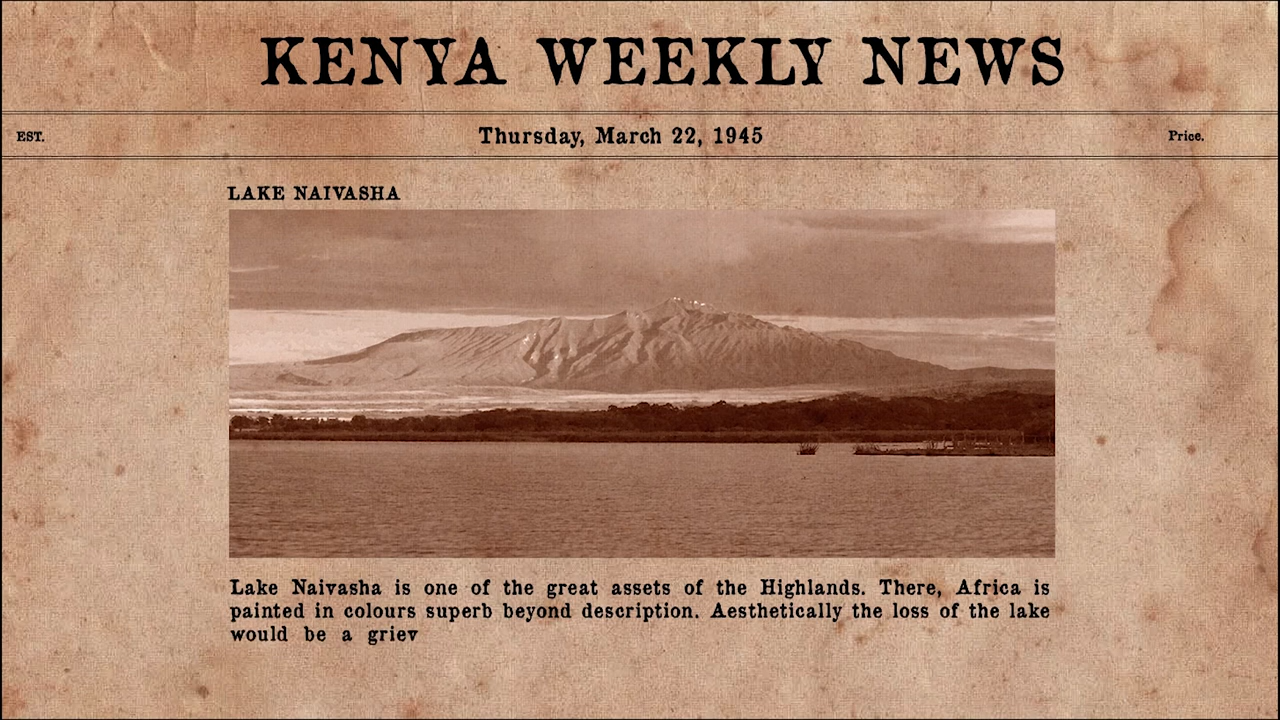 KENYA WEEKLY NEWS
EST.
Thursday, March 22, 1945
Price.
LAKE NAIVASHA
Lake Naivasha is one of the great assets of the Highlands. There, Africa is
painted in colours superb beyond description. Aesthetically the loss of the lake
would be a griev